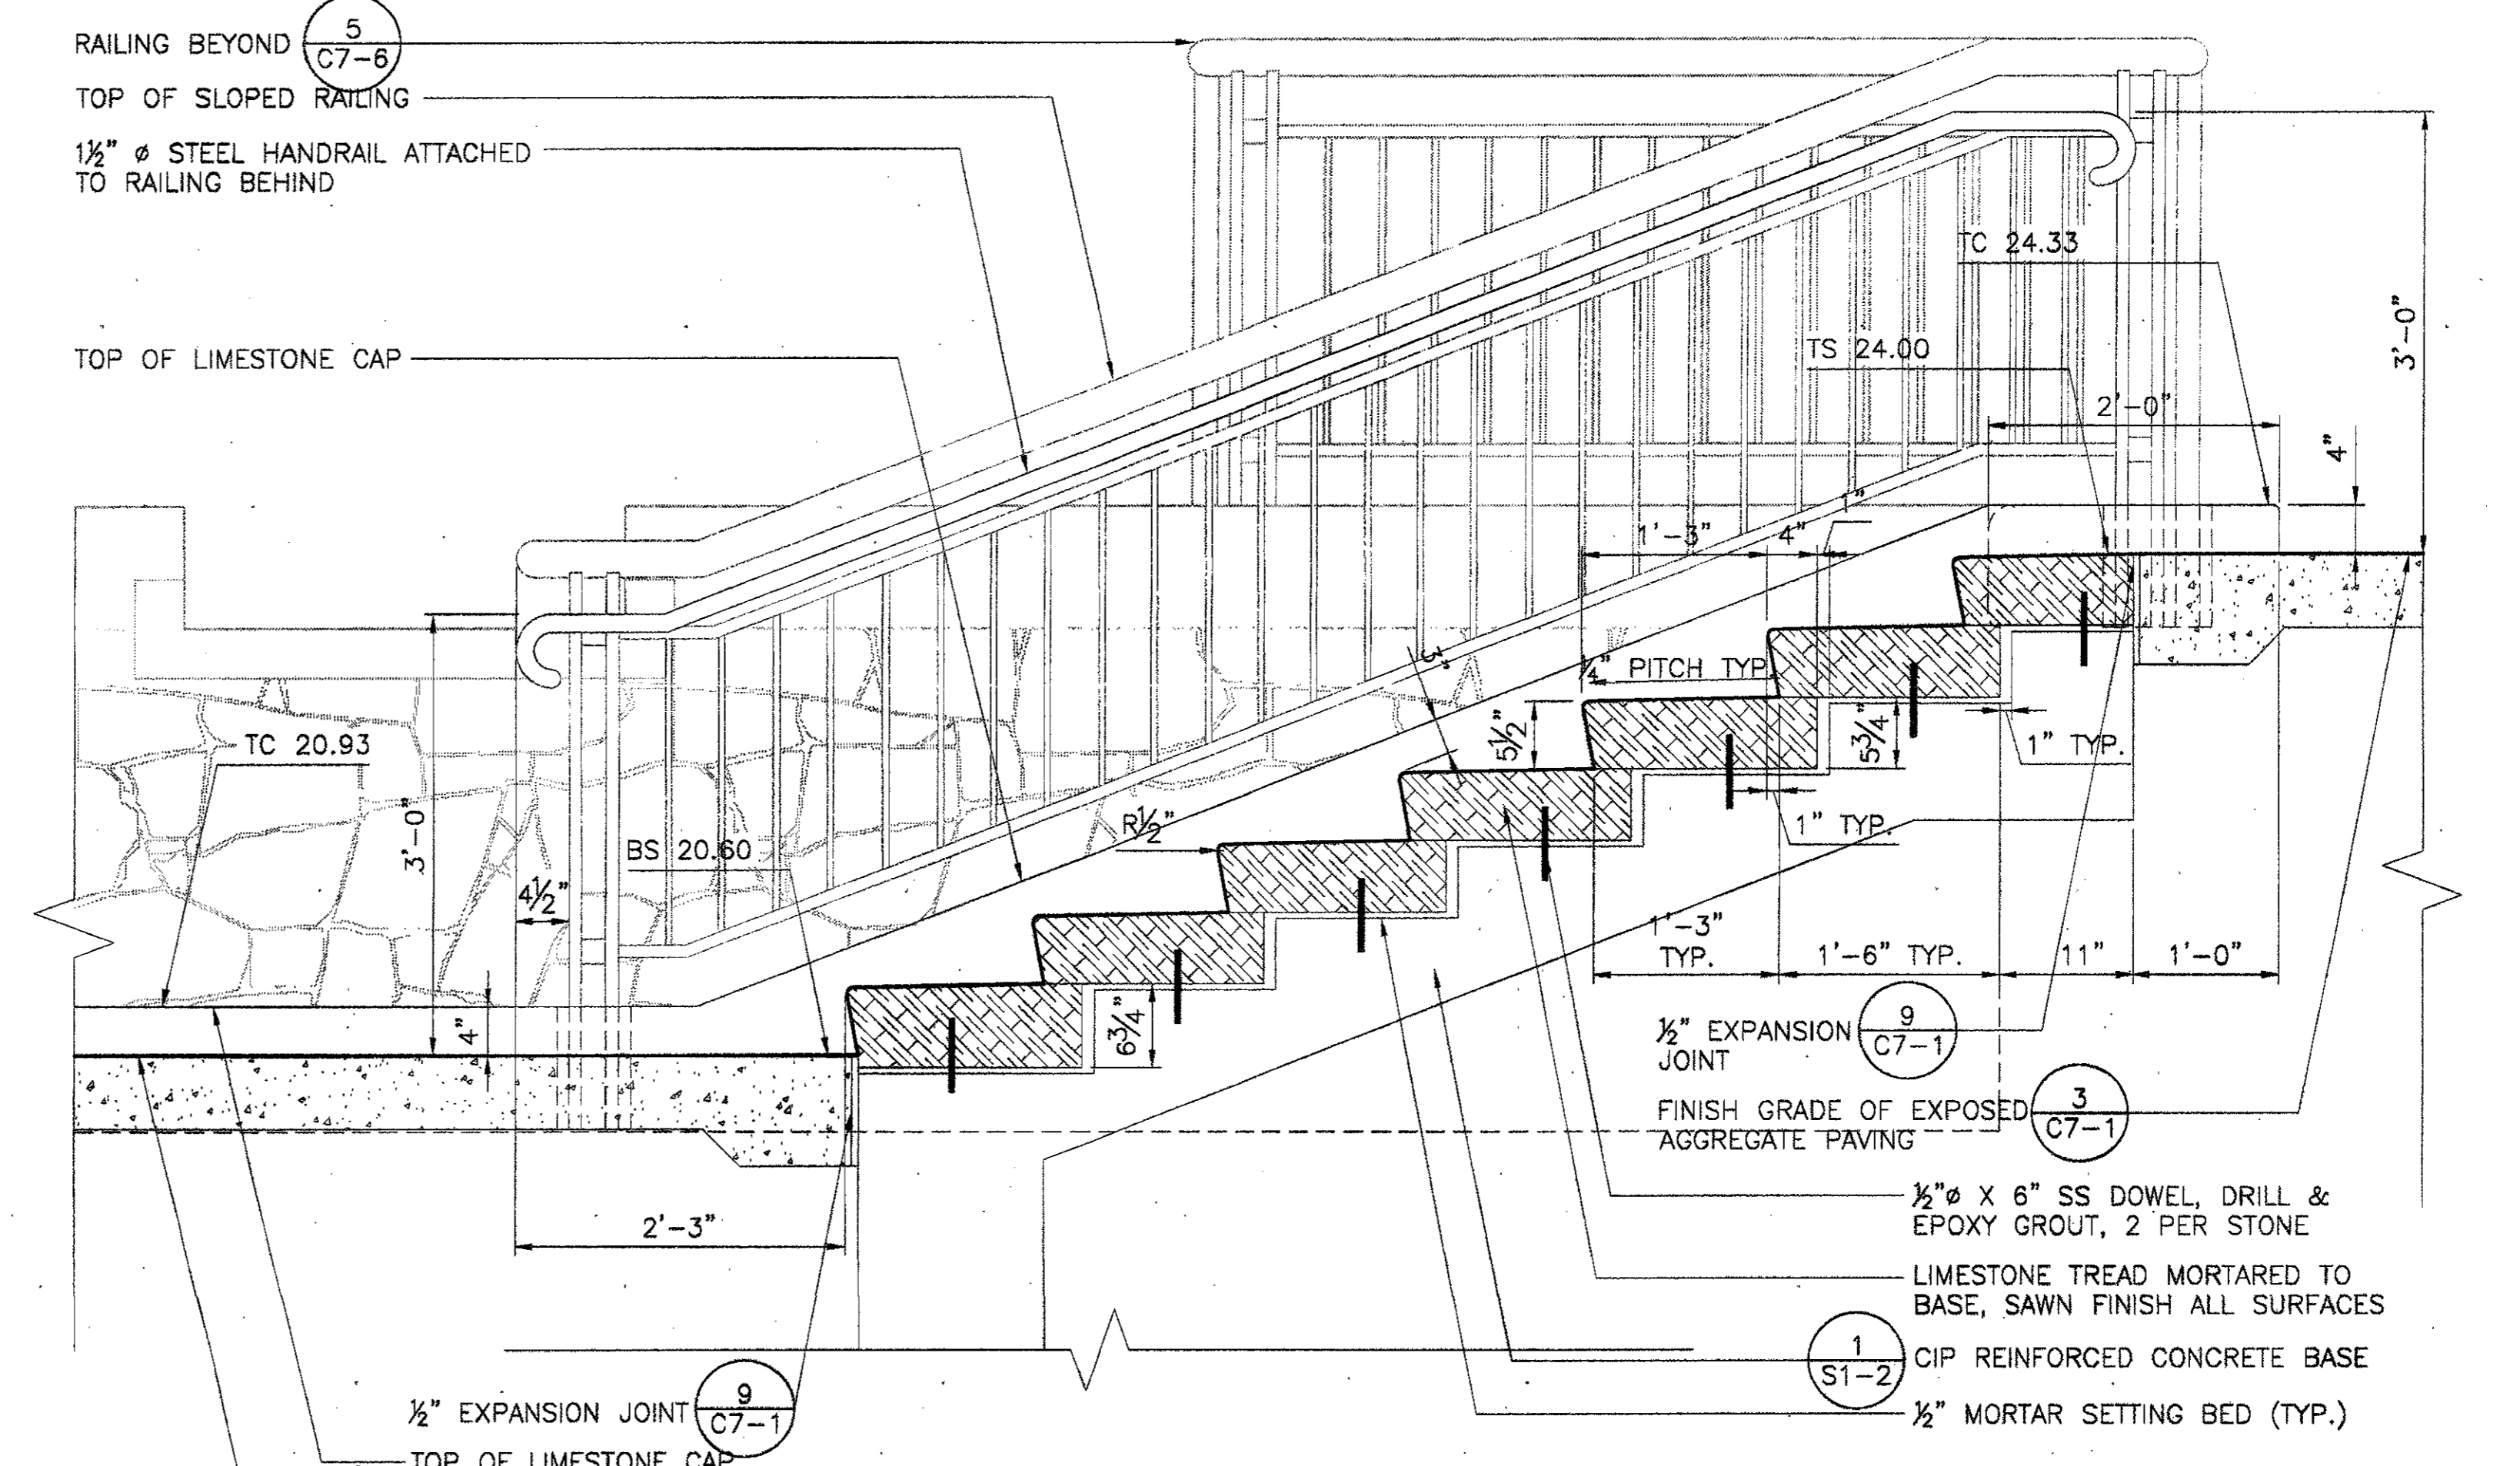 RAILING BEYOND
5
C7-6
TOP OF SLOPED RAILING
1½" ø STEEL HANDRAIL ATTACHED
TO RAILING BEHIND
TC 24.33
3'-0"
TOP OF LIMESTONE CAP
TS 24.00
2'-0"
4"
1"
1'-3"
4"
3"
¼" PITCH TYP.
TC 20.93
5½"
5¾"
1" TYP.
3'-0"
R½"
1" TYP.
BS 20.60
4½"
1'-3"
TYP.
1'-6" TYP.
11"
1'-0"
4"
6¾"
½" EXPANSION
JOINT
9
C7-1
FINISH GRADE OF EXPOSED
AGGREGATE PAVING
3
C7-1
½"ø X 6" SS DOWEL, DRILL &
EPOXY GROUT, 2 PER STONE
2'-3"
LIMESTONE TREAD MORTARED TO
BASE, SAWN FINISH ALL SURFACES
1
S1-2
CIP REINFORCED CONCRETE BASE
½" EXPANSION JOINT
9
C7-1
½" MORTAR SETTING BED (TYP.)
TOP OF LIMESTONE CAP